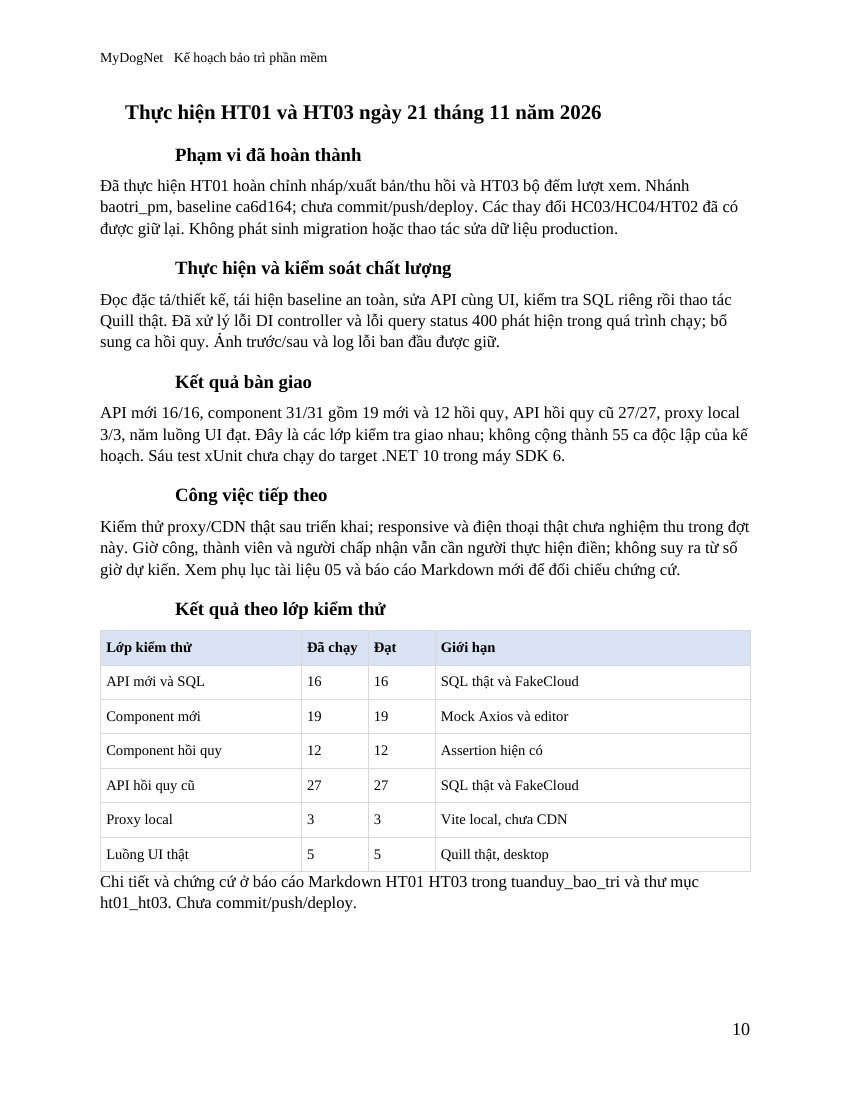 MyDogNet Kế hoạch bảo trì phần mềm
Thực hiện HT01 và HT03 ngày 21 tháng 11 năm 2026
Phạm vi đã hoàn thành
Đã thực hiện HT01 hoàn chỉnh nháp/xuất bản/thu hồi và HT03 bộ đếm lượt xem. Nhánh
baotri_pm, baseline ca6d164; chưa commit/push/deploy. Các thay đổi HC03/HC04/HT02 đã có
được giữ lại. Không phát sinh migration hoặc thao tác sửa dữ liệu production.
Thực hiện và kiểm soát chất lượng
Đọc đặc tả/thiết kế, tái hiện baseline an toàn, sửa API cùng UI, kiểm tra SQL riêng rồi thao tác
Quill thật. Đã xử lý lỗi DI controller và lỗi query status 400 phát hiện trong quá trình chạy; bổ
sung ca hồi quy. Ảnh trước/sau và log lỗi ban đầu được giữ.
Kết quả bàn giao
API mới 16/16, component 31/31 gồm 19 mới và 12 hồi quy, API hồi quy cũ 27/27, proxy local
3/3, năm luồng UI đạt. Đây là các lớp kiểm tra giao nhau; không cộng thành 55 ca độc lập của kế
hoạch. Sáu test xUnit chưa chạy do target .NET 10 trong máy SDK 6.
Công việc tiếp theo
Kiểm thử proxy/CDN thật sau triển khai; responsive và điện thoại thật chưa nghiệm thu trong đợt
này. Giờ công, thành viên và người chấp nhận vẫn cần người thực hiện điền; không suy ra từ số
giờ dự kiến. Xem phụ lục tài liệu 05 và báo cáo Markdown mới để đối chiếu chứng cứ.
Kết quả theo lớp kiểm thử
Lớp kiểm thử Đã chạy Đạt Giới hạn
API mới và SQL 16 16 SQL thật và FakeCloud
Component mới 19 19 Mock Axios và editor
Component hồi quy 12 12 Assertion hiện có
API hồi quy cũ 27 27 SQL thật và FakeCloud
Proxy local 3 3 Vite local, chưa CDN
Luồng UI thật 5 5 Quill thật, desktop
Chi tiết và chứng cứ ở báo cáo Markdown HT01 HT03 trong tuanduy_bao_tri và thư mục
ht01_ht03. Chưa commit/push/deploy.
10